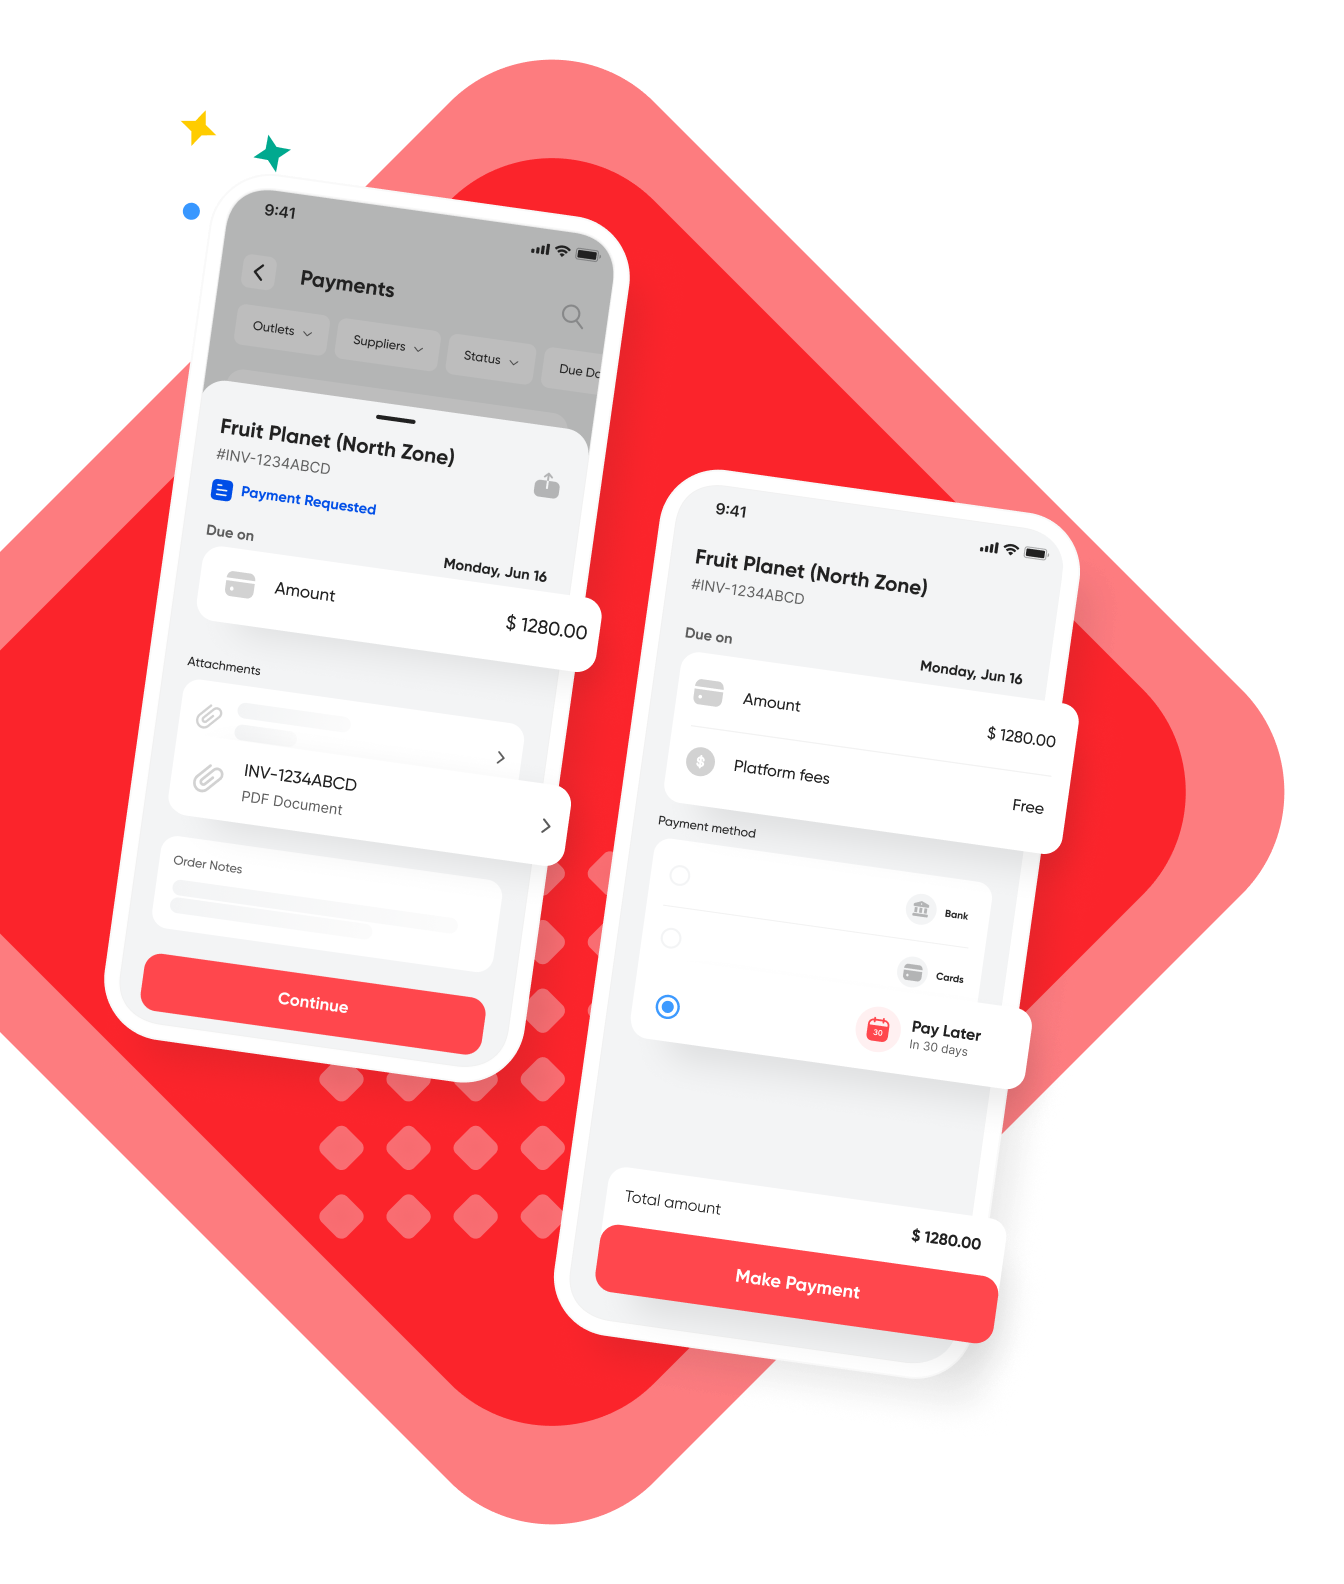 9:41
Payments
Outlets
Suppliers
Status
Due Da
Fruit Planet (North Zone)
#INV-1234ABCD
Payment Requested
Due on
Monday, Jun 16
Amount
$ 1280.00
Attachments
INV-1234ABCD
PDF Document
Order Notes
Continue
9:41
Fruit Planet (North Zone)
#INV-1234ABCD
Due on
Monday, Jun 16
Amount
$ 1280.00
Platform fees
Free
Payment method
Bank
Cards
30
Pay Later
In 30 days
Total amount
$ 1280.00
Make Payment